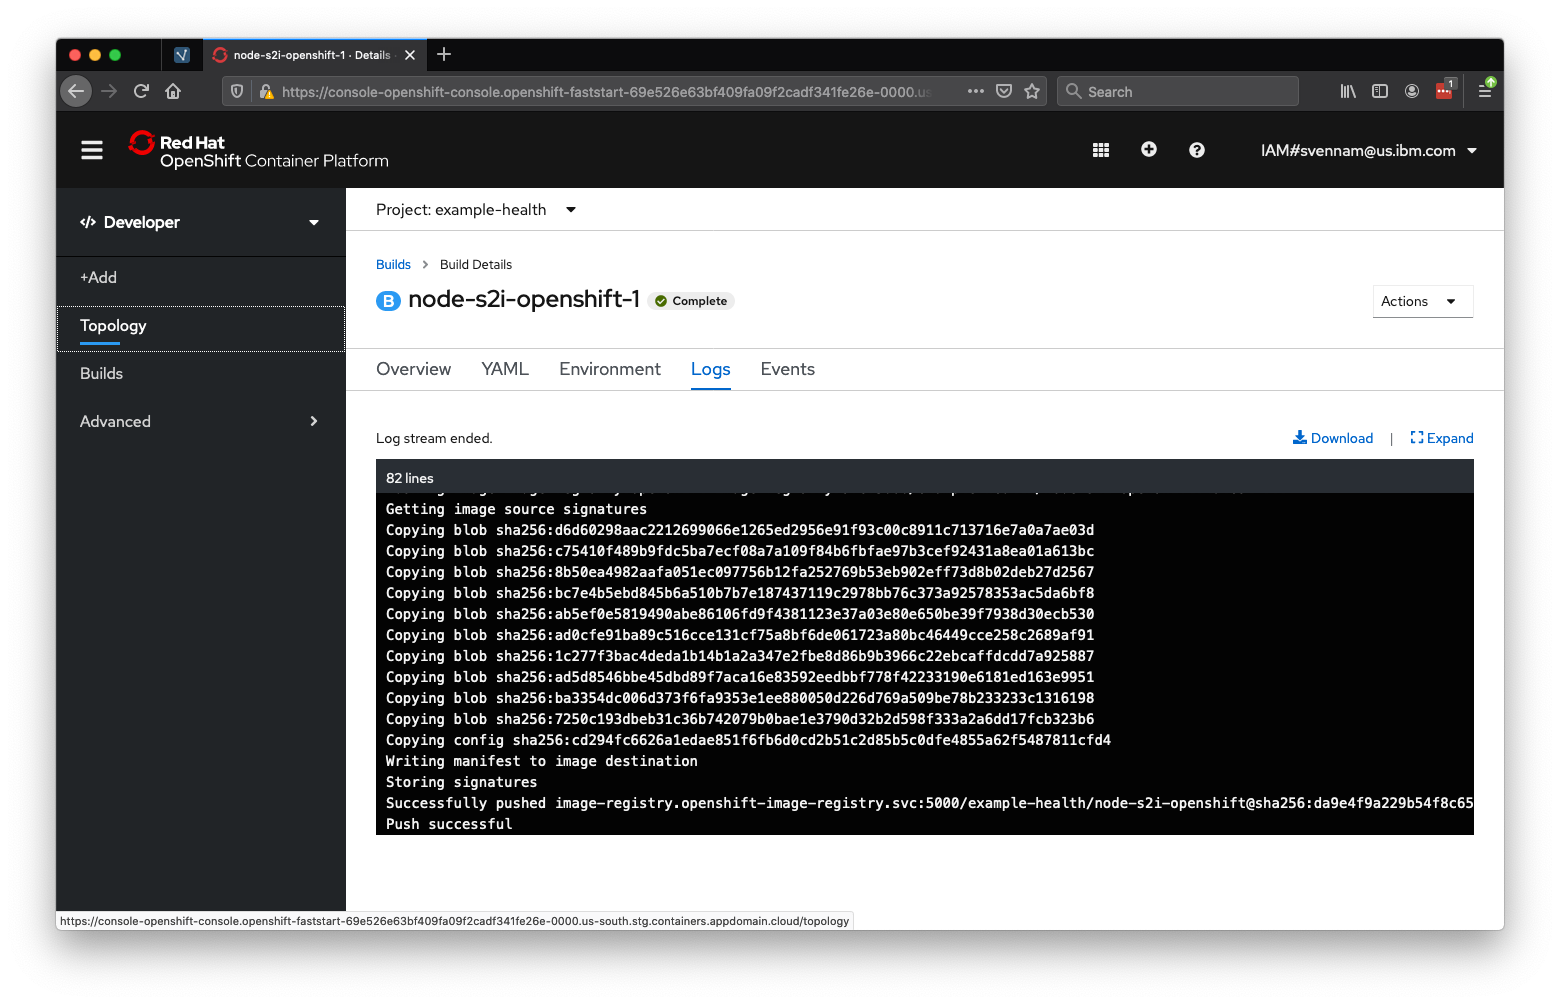 node-s2i-openshift-1 · Details
https://console-openshift-console.openshift-faststart-69e526e63bf409fa09f2cadf341fe26e-0000.us
Search
1
Red Hat
OpenShift Container Platform
IAM#svennam@us.ibm.com
Developer
Project: example-health
+Add
Topology
Builds
Advanced
Builds > Build Details
B node-s2i-openshift-1 Complete
Actions
Overview YAML Environment Logs Events
Log stream ended.
Download | Expand
82 lines
Getting image source signatures
Copying blob sha256:d6d60298aac2212699066e1265ed2956e91f93c00c8911c713716e7a0a7ae03d
Copying blob sha256:c75410f489b9fdc5ba7ecf08a7a109f84b6fbfae97b3cef92431a8ea01a613bc
Copying blob sha256:8b50ea4982aafa051ec097756b12fa252769b53eb902eff73d8b02deb27d2567
Copying blob sha256:bc7e4b5ebd845b6a510b7b7e187437119c2978bb76c373a92578353ac5da6bf8
Copying blob sha256:ab5ef0e5819490abe86106fd9f4381123e37a03e80e650be39f7938d30ecb530
Copying blob sha256:ad0cfe91ba89c516cce131cf75a8bf6de061723a80bc46449cce258c2689af91
Copying blob sha256:1c277f3bac4deda1b14b1a2a347e2fbe8d86b9b3966c22ebcaffdcdd7a925887
Copying blob sha256:ad5d8546bbe45dbd89f7aca16e83592eedbbf778f42233190e6181ed163e9951
Copying blob sha256:ba3354dc006d373f6fa9353e1ee880050d226d769a509be78b233233c1316198
Copying blob sha256:7250c193dbeb31c36b742079b0bae1e3790d32b2d598f333a2a6dd17fcb323b6
Copying config sha256:cd294fc6626a1edae851f6fb6d0cd2b51c2d85b5c0dfe4855a62f5487811cfd4
Writing manifest to image destination
Storing signatures
Successfully pushed image-registry.openshift-image-registry.svc:5000/example-health/node-s2i-openshift@sha256:da9e4f9a229b54f8c65
Push successful
https://console-openshift-console.openshift-faststart-69e526e63bf409fa09f2cadf341fe26e-0000.us-south.stg.containers.appdomain.cloud/topology